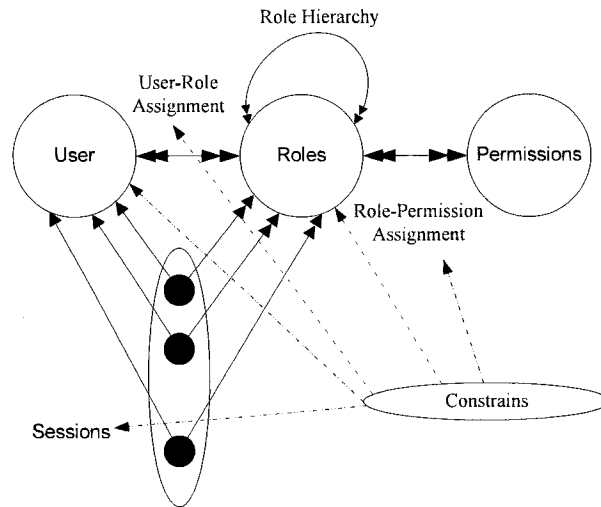 Role Hierarchy
User-Role
Assignment
User
Roles
Permissions
Role-Permission
Assignment
Constrains
Sessions